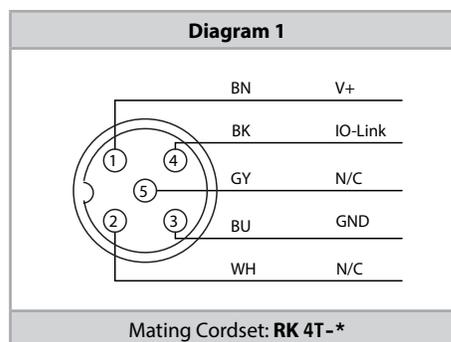 Diagram 1
BN V+
BK IO-Link
1 4
GY N/C
5
2 3
BU GND
WH N/C
Mating Cordset: RK 4T-*